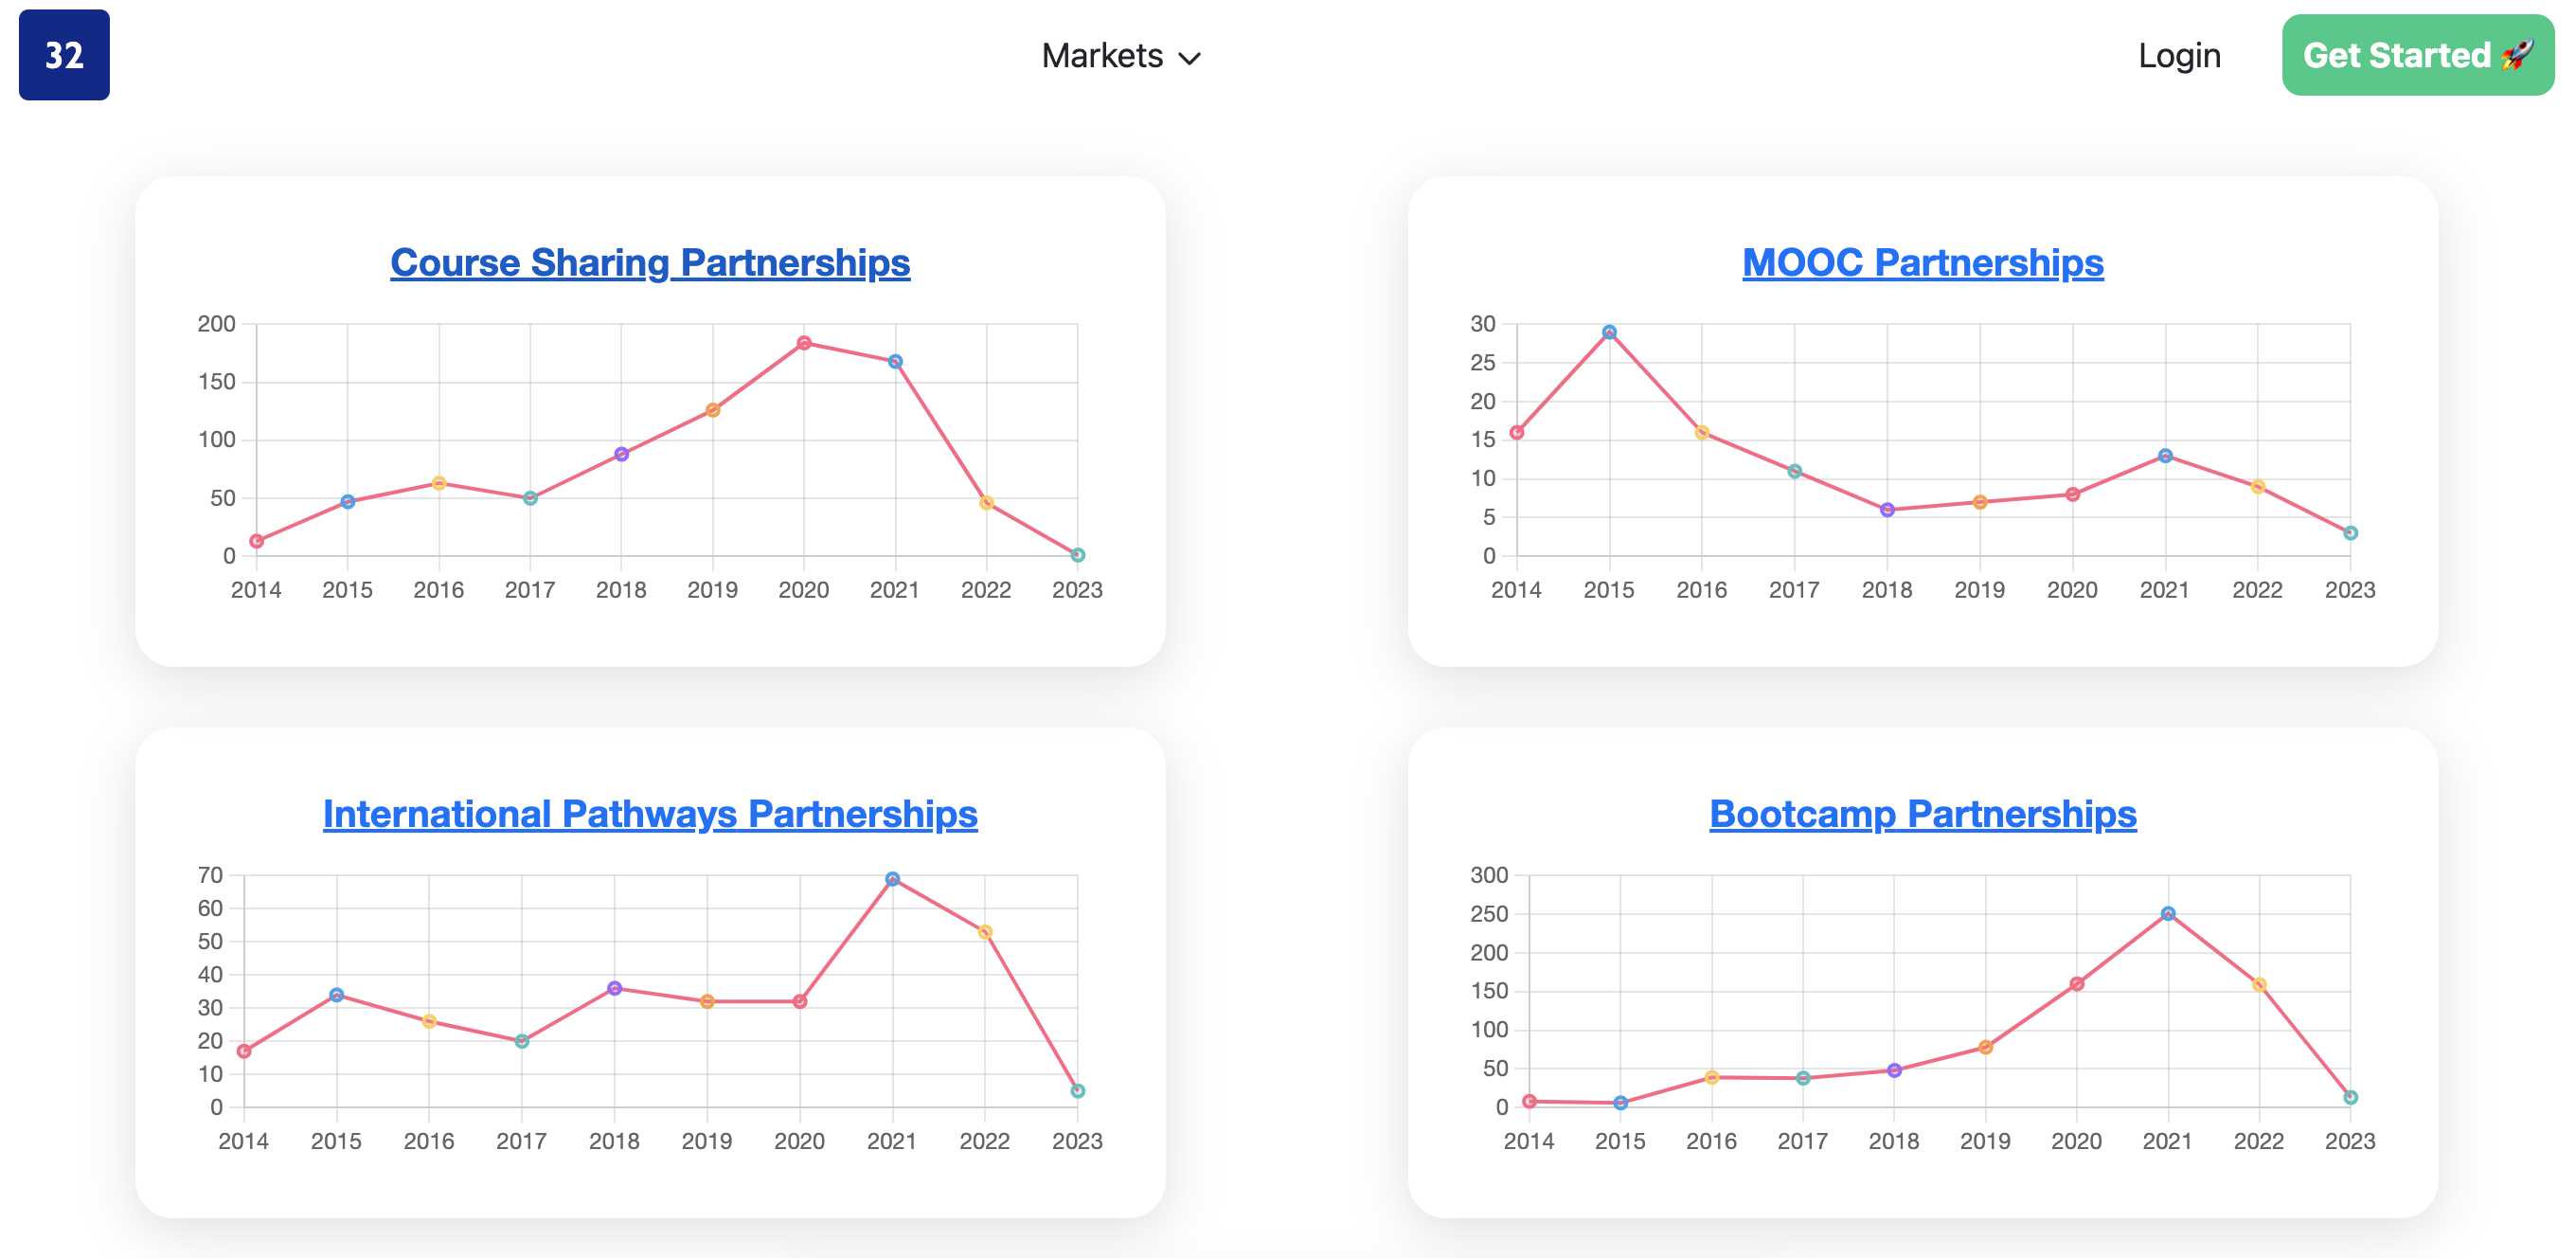 32
Markets
Login
Get Started 🚀
Course Sharing Partnerships
200
150
100
50
0
2014 2015 2016 2017 2018 2019 2020 2021 2022 2023
MOOC Partnerships
30
25
20
15
10
5
0
2014 2015 2016 2017 2018 2019 2020 2021 2022 2023
International Pathways Partnerships
70
60
50
40
30
20
10
0
2014 2015 2016 2017 2018 2019 2020 2021 2022 2023
Bootcamp Partnerships
300
250
200
150
100
50
0
2014 2015 2016 2017 2018 2019 2020 2021 2022 2023